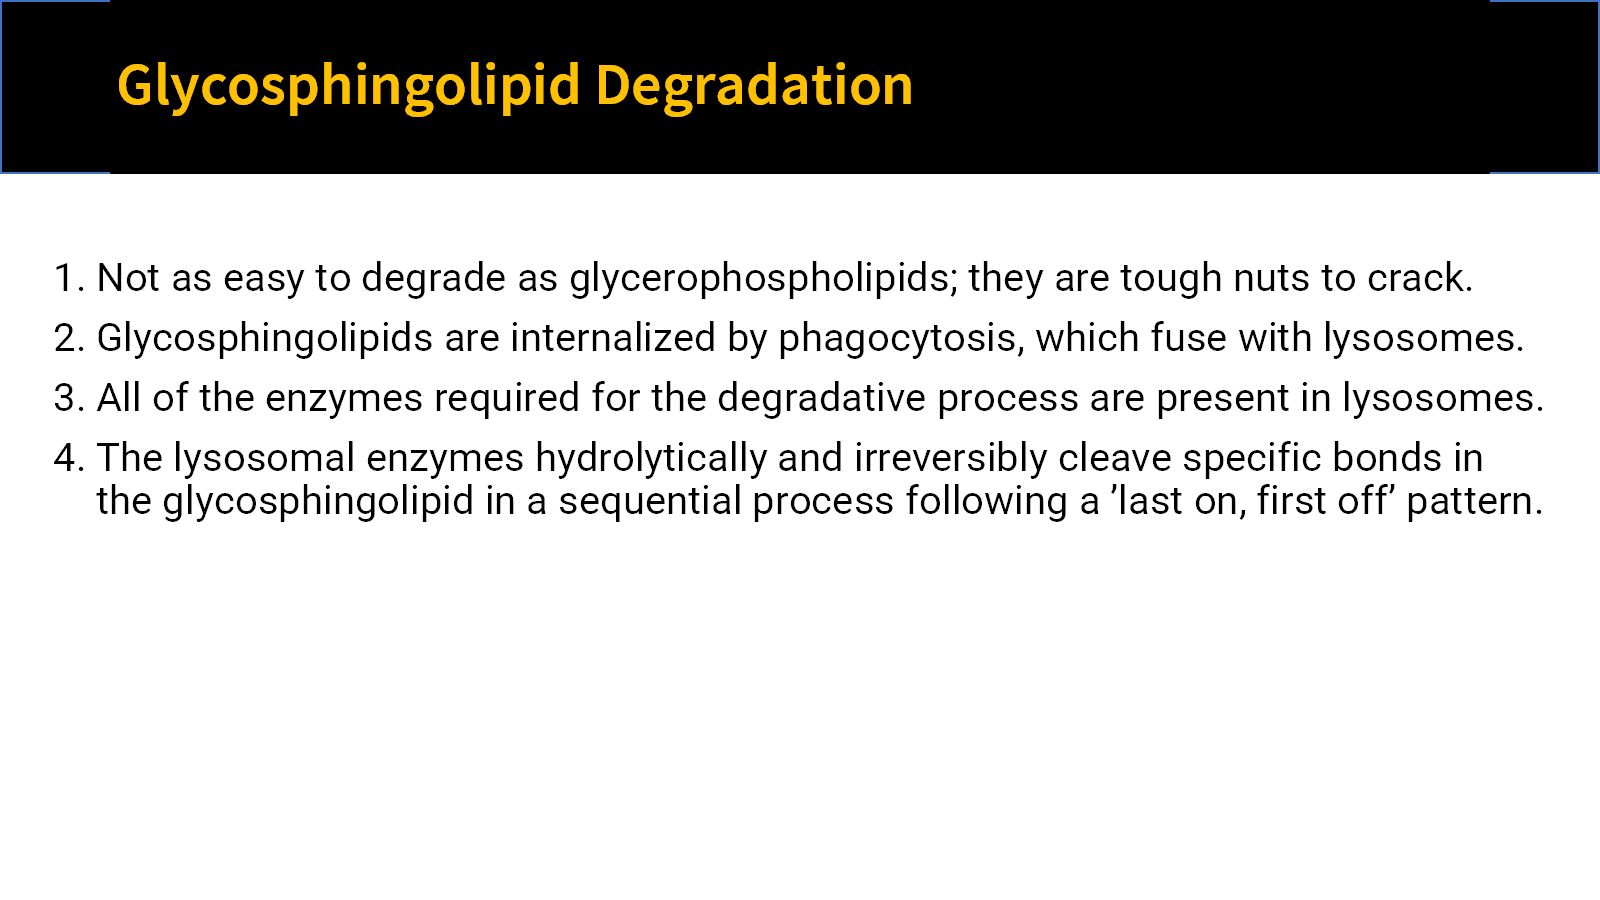 Glycosphingolipid Degradation
1. Not as easy to degrade as glycerophospholipids; they are tough nuts to crack.
2. Glycosphingolipids are internalized by phagocytosis, which fuse with lysosomes.
3. All of the enzymes required for the degradative process are present in lysosomes.
4. The lysosomal enzymes hydrolytically and irreversibly cleave specific bonds in
the glycosphingolipid in a sequential process following a ’last on, first off’ pattern.